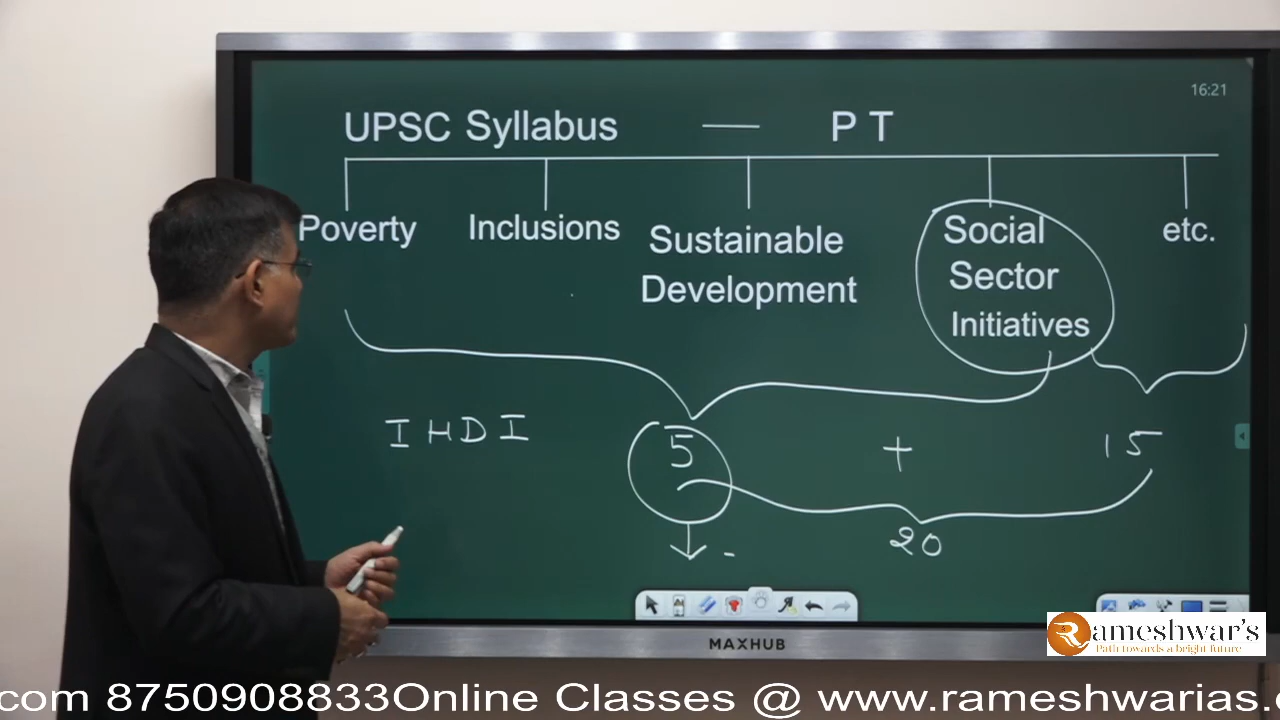 16:21
UPSC Syllabus — PT
Poverty
Inclusions
Sustainable
Development
Social
Sector
Initiatives
etc.
IHDI
5 + 15
20
MAXHUB
Rameshwar's
Path towards a bright future
com 8750908833Online Classes @ www.rameshwarias.